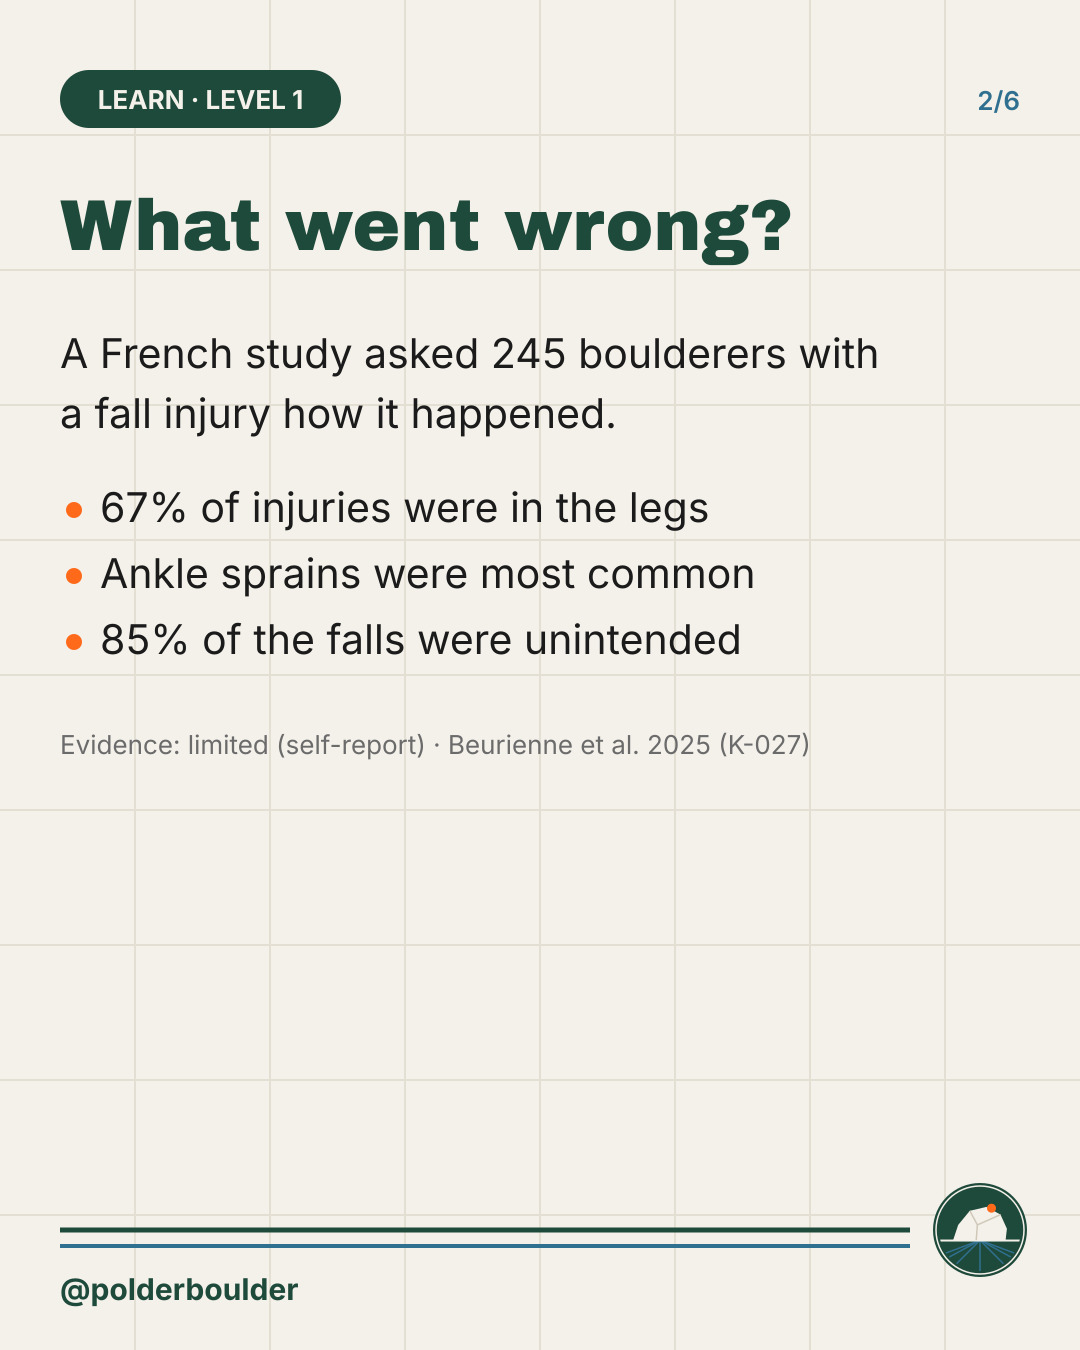 LEARN · LEVEL 1
2/6
What went wrong?
A French study asked 245 boulderers with
a fall injury how it happened.
• 67% of injuries were in the legs
• Ankle sprains were most common
• 85% of the falls were unintended
Evidence: limited (self-report) · Beurienne et al. 2025 (K-027)
@polderboulder